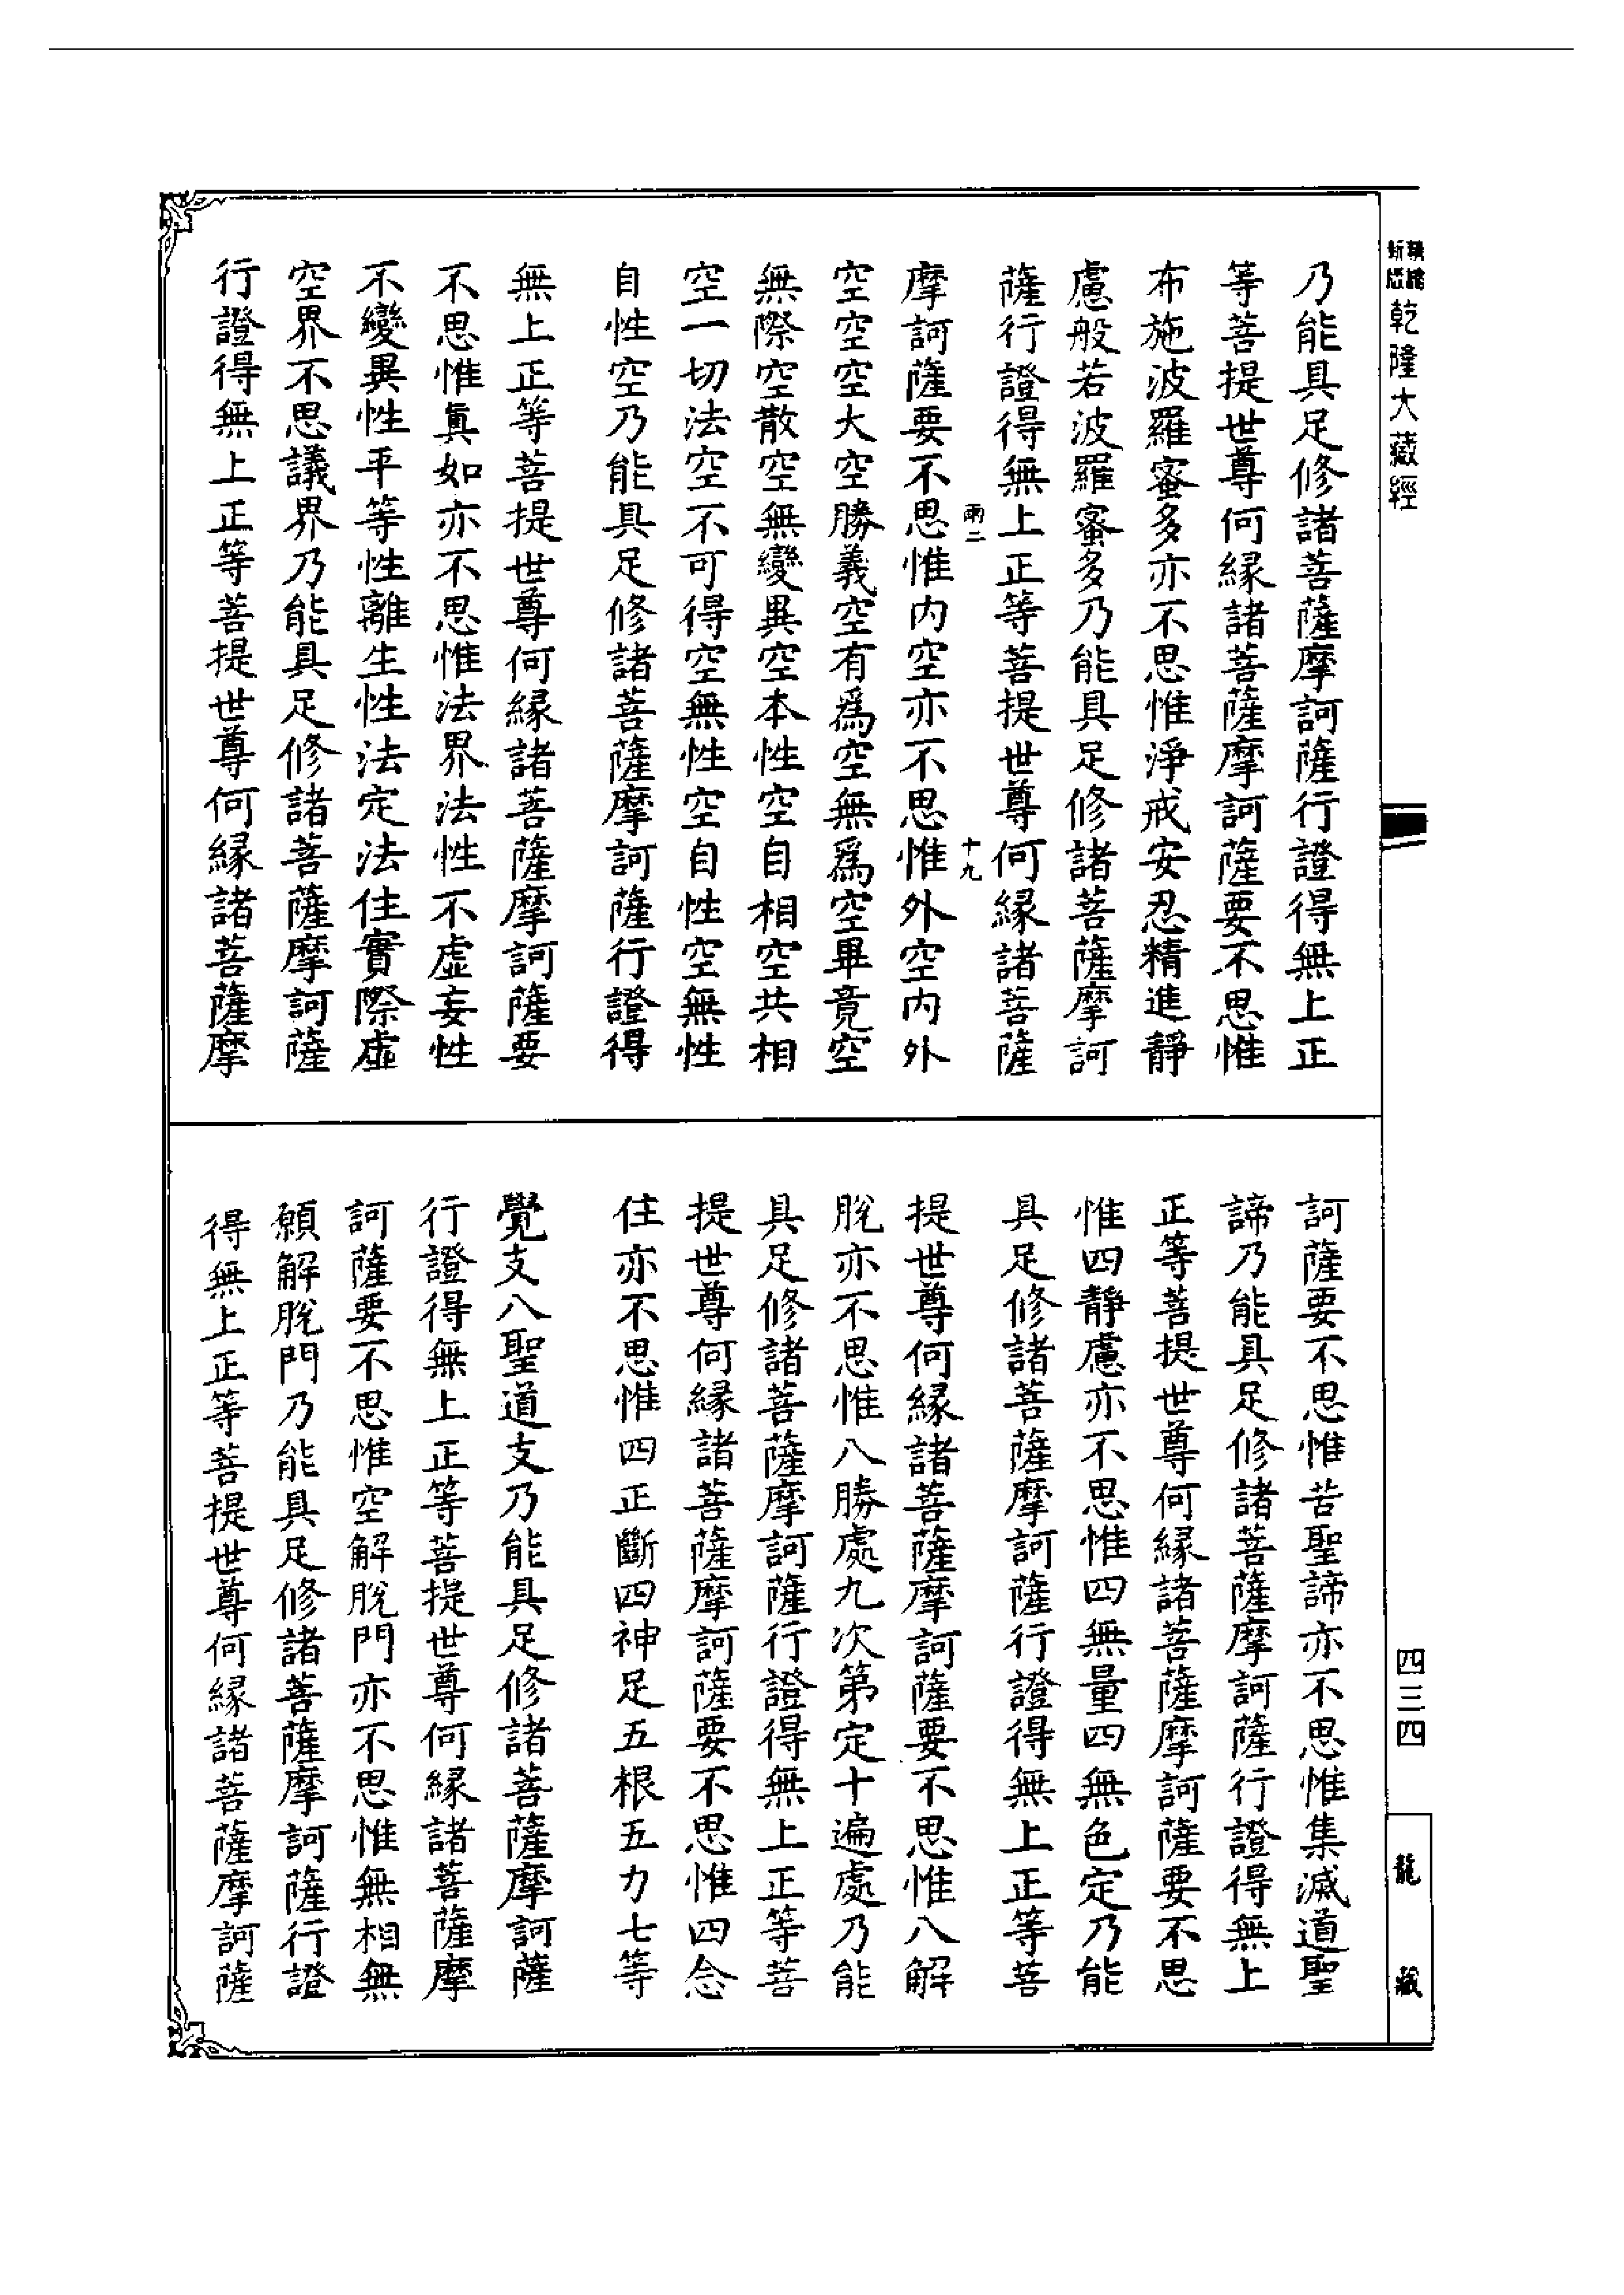 乾隆大藏經
乃能具足修諸菩薩摩訶薩行證得無上正
等菩提世尊何緣諸菩薩摩訶薩要不思惟
布施波羅蜜多亦不思惟淨戒安忍精進靜
慮般若波羅蜜多乃能具足修諸菩薩摩訶
薩行證得無上正等菩提世尊何緣諸菩薩
兩二
十九
摩訶薩要不思惟內空亦不思惟外空內外
空空空大空勝義空有為空無為空畢竟空
無際空散空無變異空本性空自相空共相
空一切法空不可得空無性空自性空無性
自性空乃能具足修諸菩薩摩訶薩行證得
無上正等菩提世尊何緣諸菩薩摩訶薩要
不思惟真如亦不思惟法界法性不虛妄性
不變異性平等性離生性法定法住實際虛
空界不思議界乃能具足修諸菩薩摩訶薩
行證得無上正等菩提世尊何緣諸菩薩摩
訶薩要不思惟苦聖諦亦不思惟集滅道聖
諦乃能具足修諸菩薩摩訶薩行證得無上
正等菩提世尊何緣諸菩薩摩訶薩要不思
惟四靜慮亦不思惟四無量四無色定乃能
具足修諸菩薩摩訶薩行證得無上正等菩
提世尊何緣諸菩薩摩訶薩要不思惟八解
脫亦不思惟八勝處九次第定十遍處乃能
具足修諸菩薩摩訶薩行證得無上正等菩
提世尊何緣諸菩薩摩訶薩要不思惟四念
住亦不思惟四正斷四神足五根五力七等
覺支八聖道支乃能具足修諸菩薩摩訶薩
行證得無上正等菩提世尊何緣諸菩薩摩
訶薩要不思惟空解脫門亦不思惟無相無
願解脫門乃能具足修諸菩薩摩訶薩行證
得無上正等菩提世尊何緣諸菩薩摩訶薩
四三四
龍藏